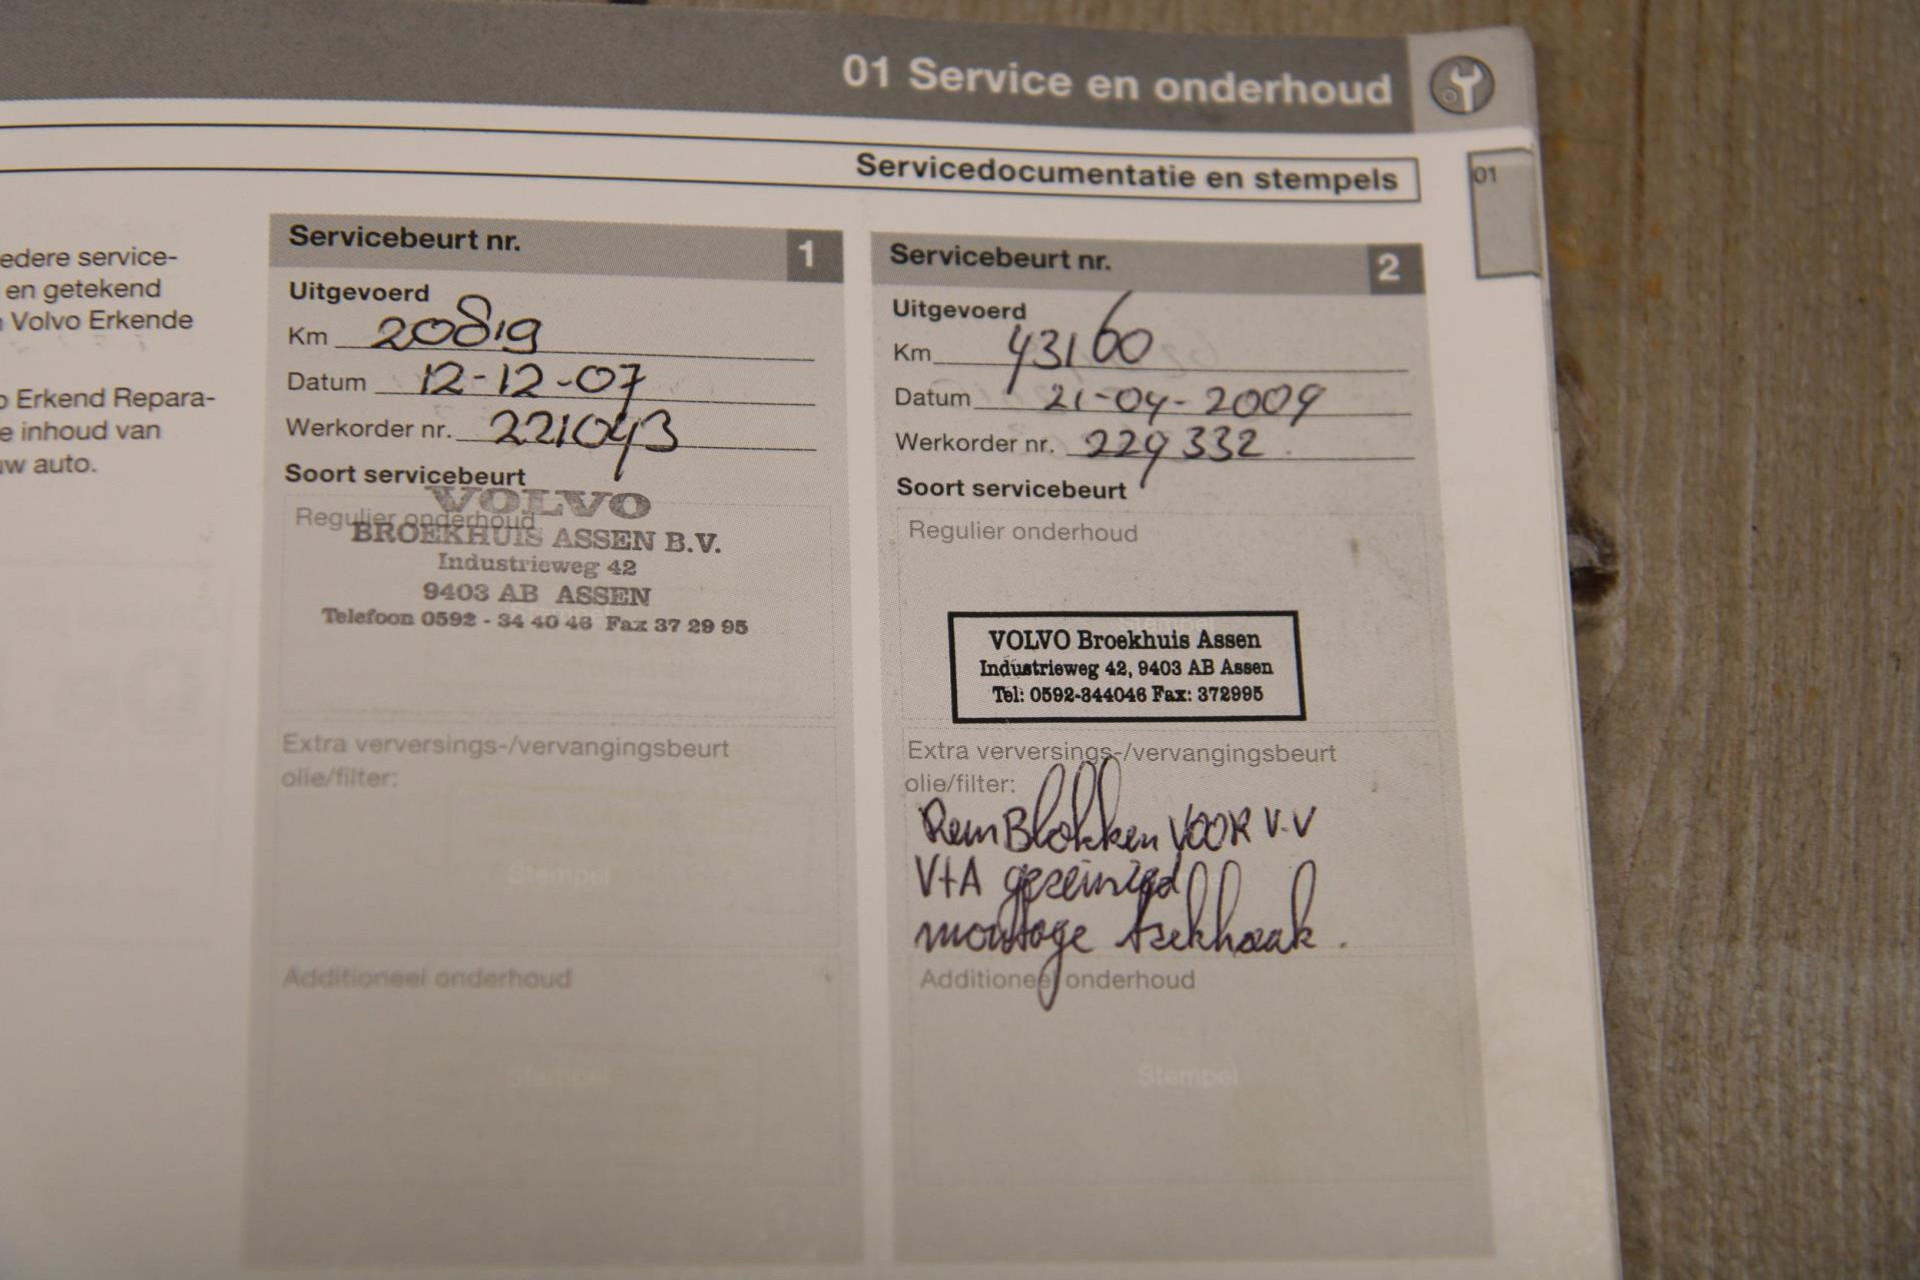 01 Service en onderhoud
Servicedocumentatie en stempels
01
edere service-
en getekend
Volvo Erkende
Erkend Repara-
e inhoud van
uw auto.
Servicebeurt nr. 1
Uitgevoerd
Km 20819
Datum 12-12-07
Werkorder nr. 221043
Soort servicebeurt
Regulier onderhoud
VOLVO
BROEKHUIS ASSEN B.V.
Industrieweg 42
9403 AB ASSEN
Telefoon 0592 - 34 40 46 Fax 37 29 95
Extra verversings-/vervangingsbeurt
olie/filter:
Stempel
Additioneel onderhoud
Stempel
Servicebeurt nr. 2
Uitgevoerd
Km 43160
Datum 21-04-2009
Werkorder nr. 229332
Soort servicebeurt
Regulier onderhoud
Stempel
VOLVO Broekhuis Assen
Industrieweg 42, 9403 AB Assen
Tel: 0592-344046 Fax: 372995
Extra verversings-/vervangingsbeurt
olie/filter:
RemBlokken VOOR V.V
V+A gereinigd
montage trekhaak.
Additioneel onderhoud
Stempel